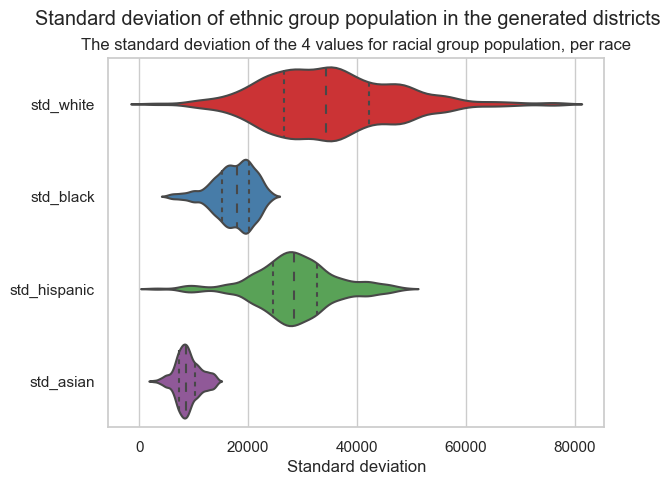 Standard deviation of ethnic group population in the generated districts
The standard deviation of the 4 values for racial group population, per race
std_white
std_black
std_hispanic
std_asian
0 20000 40000 60000 80000
Standard deviation